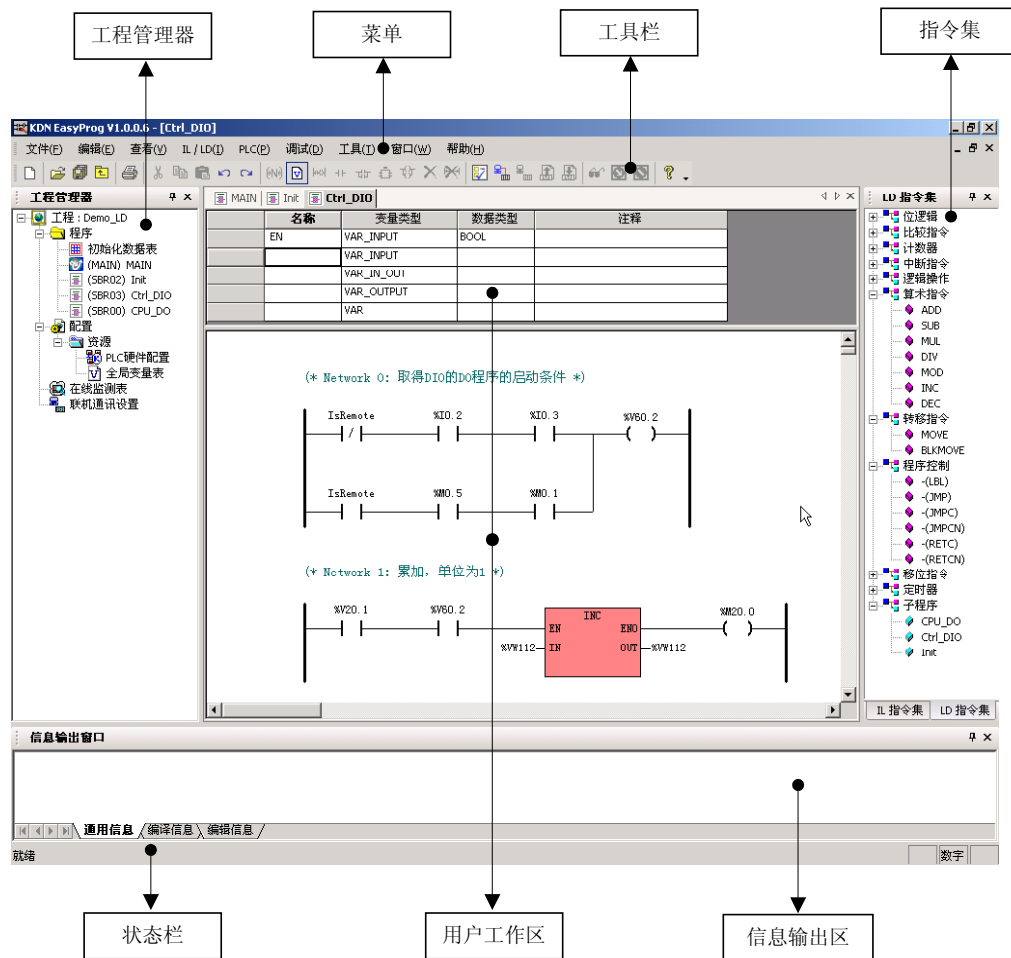 工程管理器
菜单
工具栏
指令集
KDN EasyProg V1.0.0.6 - [Ctrl_DIO]
文件(F) 编辑(E) 查看(V) IL / LD(I) PLC(P) 调试(D) 工具(T) 窗口(W) 帮助(H)
工程管理器
工程 : Demo_LD
程序
初始化数据表
(MAIN) MAIN
(SBR02) Init
(SBR03) Ctrl_DIO
(SBR00) CPU_DO
配置
资源
PLC硬件配置
全局变量表
在线监测表
联机通讯设置
MAIN Init Ctrl_DIO
名称 变量类型 数据类型 注释
EN VAR_INPUT BOOL
VAR_INPUT
VAR_IN_OUT
VAR_OUTPUT
VAR
(* Network 0: 取得DIO的DO程序的启动条件 *)
IsRemote %I0.2 %I0.3 %V60.2
IsRemote %M0.5 %M0.1
(* Network 1: 累加, 单位为1 *)
%V20.1 %V60.2 INC %M20.0
EN ENO
%VW112 IN OUT %VW112
LD 指令集
位逻辑
比较指令
计数器
中断指令
逻辑操作
算术指令
ADD
SUB
MUL
DIV
MOD
INC
DEC
转移指令
MOVE
BLKMOVE
程序控制
-(LBL)
-(JMP)
-(JMPC)
-(JMPCN)
-(RETC)
-(RETCN)
移位指令
定时器
子程序
CPU_DO
Ctrl_DIO
Init
IL 指令集 LD 指令集
信息输出窗口
通用信息 编译信息 编辑信息
就绪 数字
状态栏
用户工作区
信息输出区